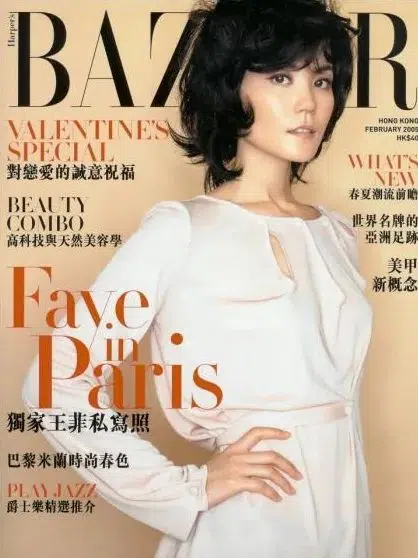 Harper's
BAZAAR
HONG KONG
FEBRUARY 2005
HK$40
VALENTINE'S
SPECIAL
對戀愛的誠意祝福
WHAT'S
NEW
春夏潮流前瞻
BEAUTY
COMBO
高科技與天然美容學
世界名牌的
亞洲足跡
美甲
新概念
Faye
in
Paris
獨家王菲私寫照
巴黎米蘭時尚春色
PLAY JAZZ
爵士樂精選推介